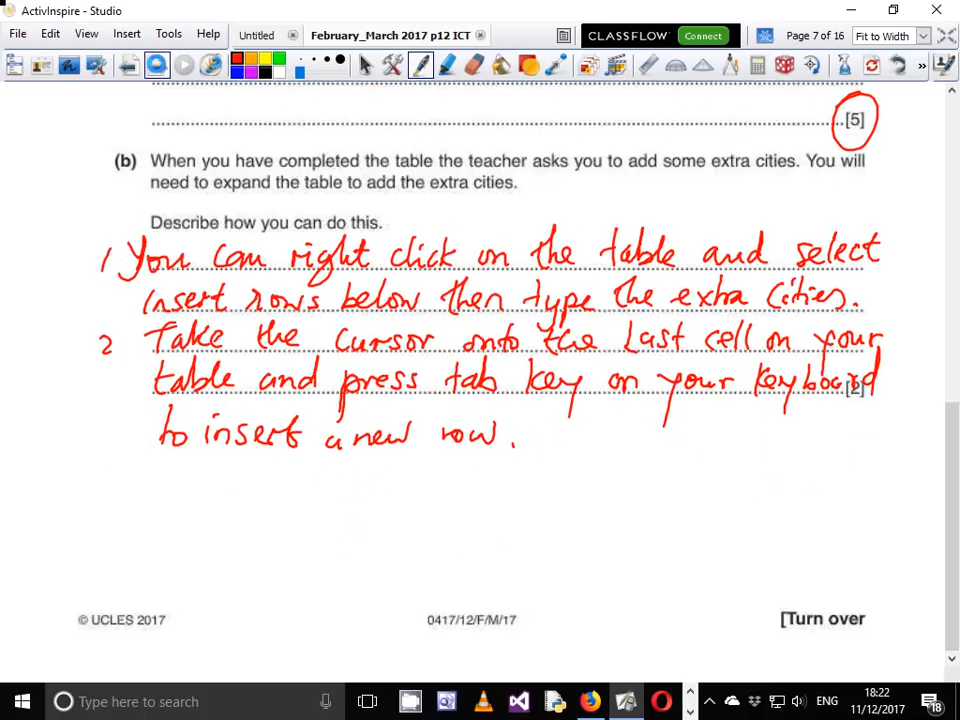 ActivInspire - Studio
File Edit View Insert Tools Help Untitled February_March 2017 p12 ICT CLASSFLOW Connect Page 7 of 16 Fit to Width
[5]
(b) When you have completed the table the teacher asks you to add some extra cities. You will
need to expand the table to add the extra cities.
Describe how you can do this.
1 You can right click on the table and select
insert rows below then type the extra cities.
2 Take the cursor onto the last cell on your
table and press tab key on your keyboard
[2]
to insert a new row.
© UCLES 2017 0417/12/F/M/17 [Turn over
Type here to search ENG 18:22
11/12/2017 18